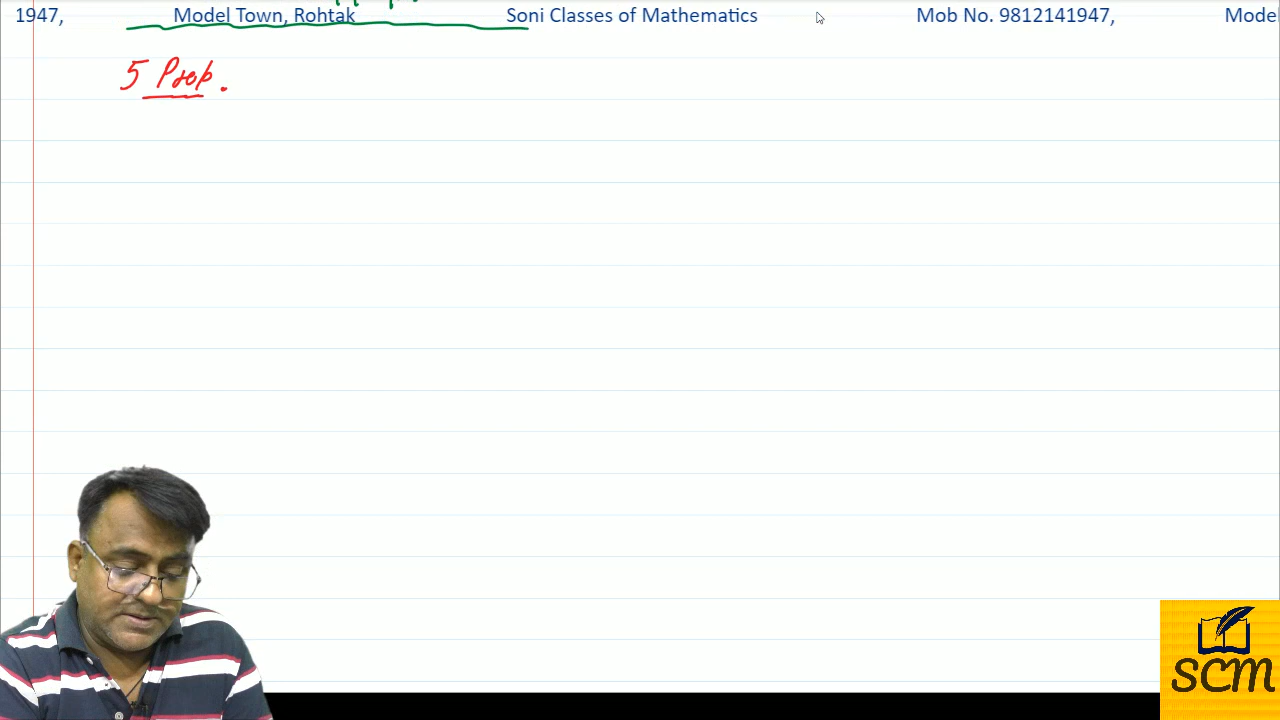 1947, Model Town, Rohtak Soni Classes of Mathematics Mob No. 9812141947, Model
5 Prop.
SCM